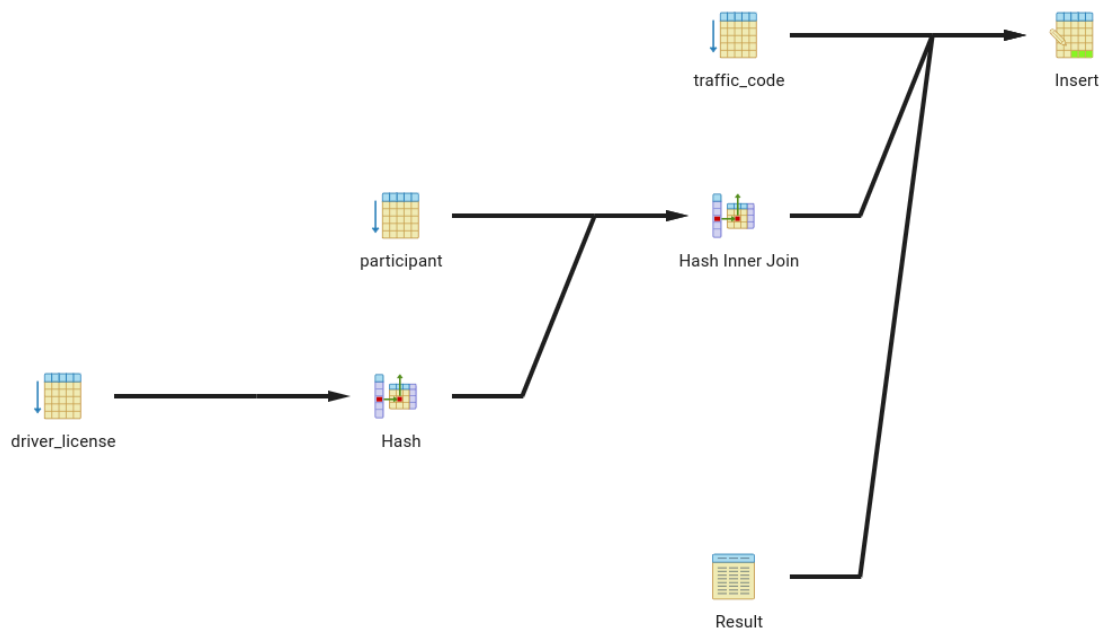 traffic_code
Insert
participant
Hash Inner Join
driver_license
Hash
Result